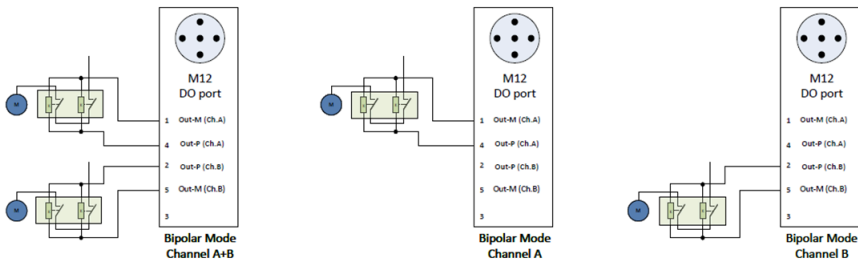 M12
DO port
1 Out-M (Ch.A)
4 Out-P (Ch.A)
2 Out-P (Ch.B)
5 Out-M (Ch.B)
3
M
M
Bipolar Mode
Channel A+B
M12
DO port
1 Out-M (Ch.A)
4 Out-P (Ch.A)
2 Out-P (Ch.B)
5 Out-M (Ch.B)
3
M
Bipolar Mode
Channel A
M12
DO port
1 Out-M (Ch.A)
4 Out-P (Ch.A)
2 Out-P (Ch.B)
5 Out-M (Ch.B)
3
M
Bipolar Mode
Channel B